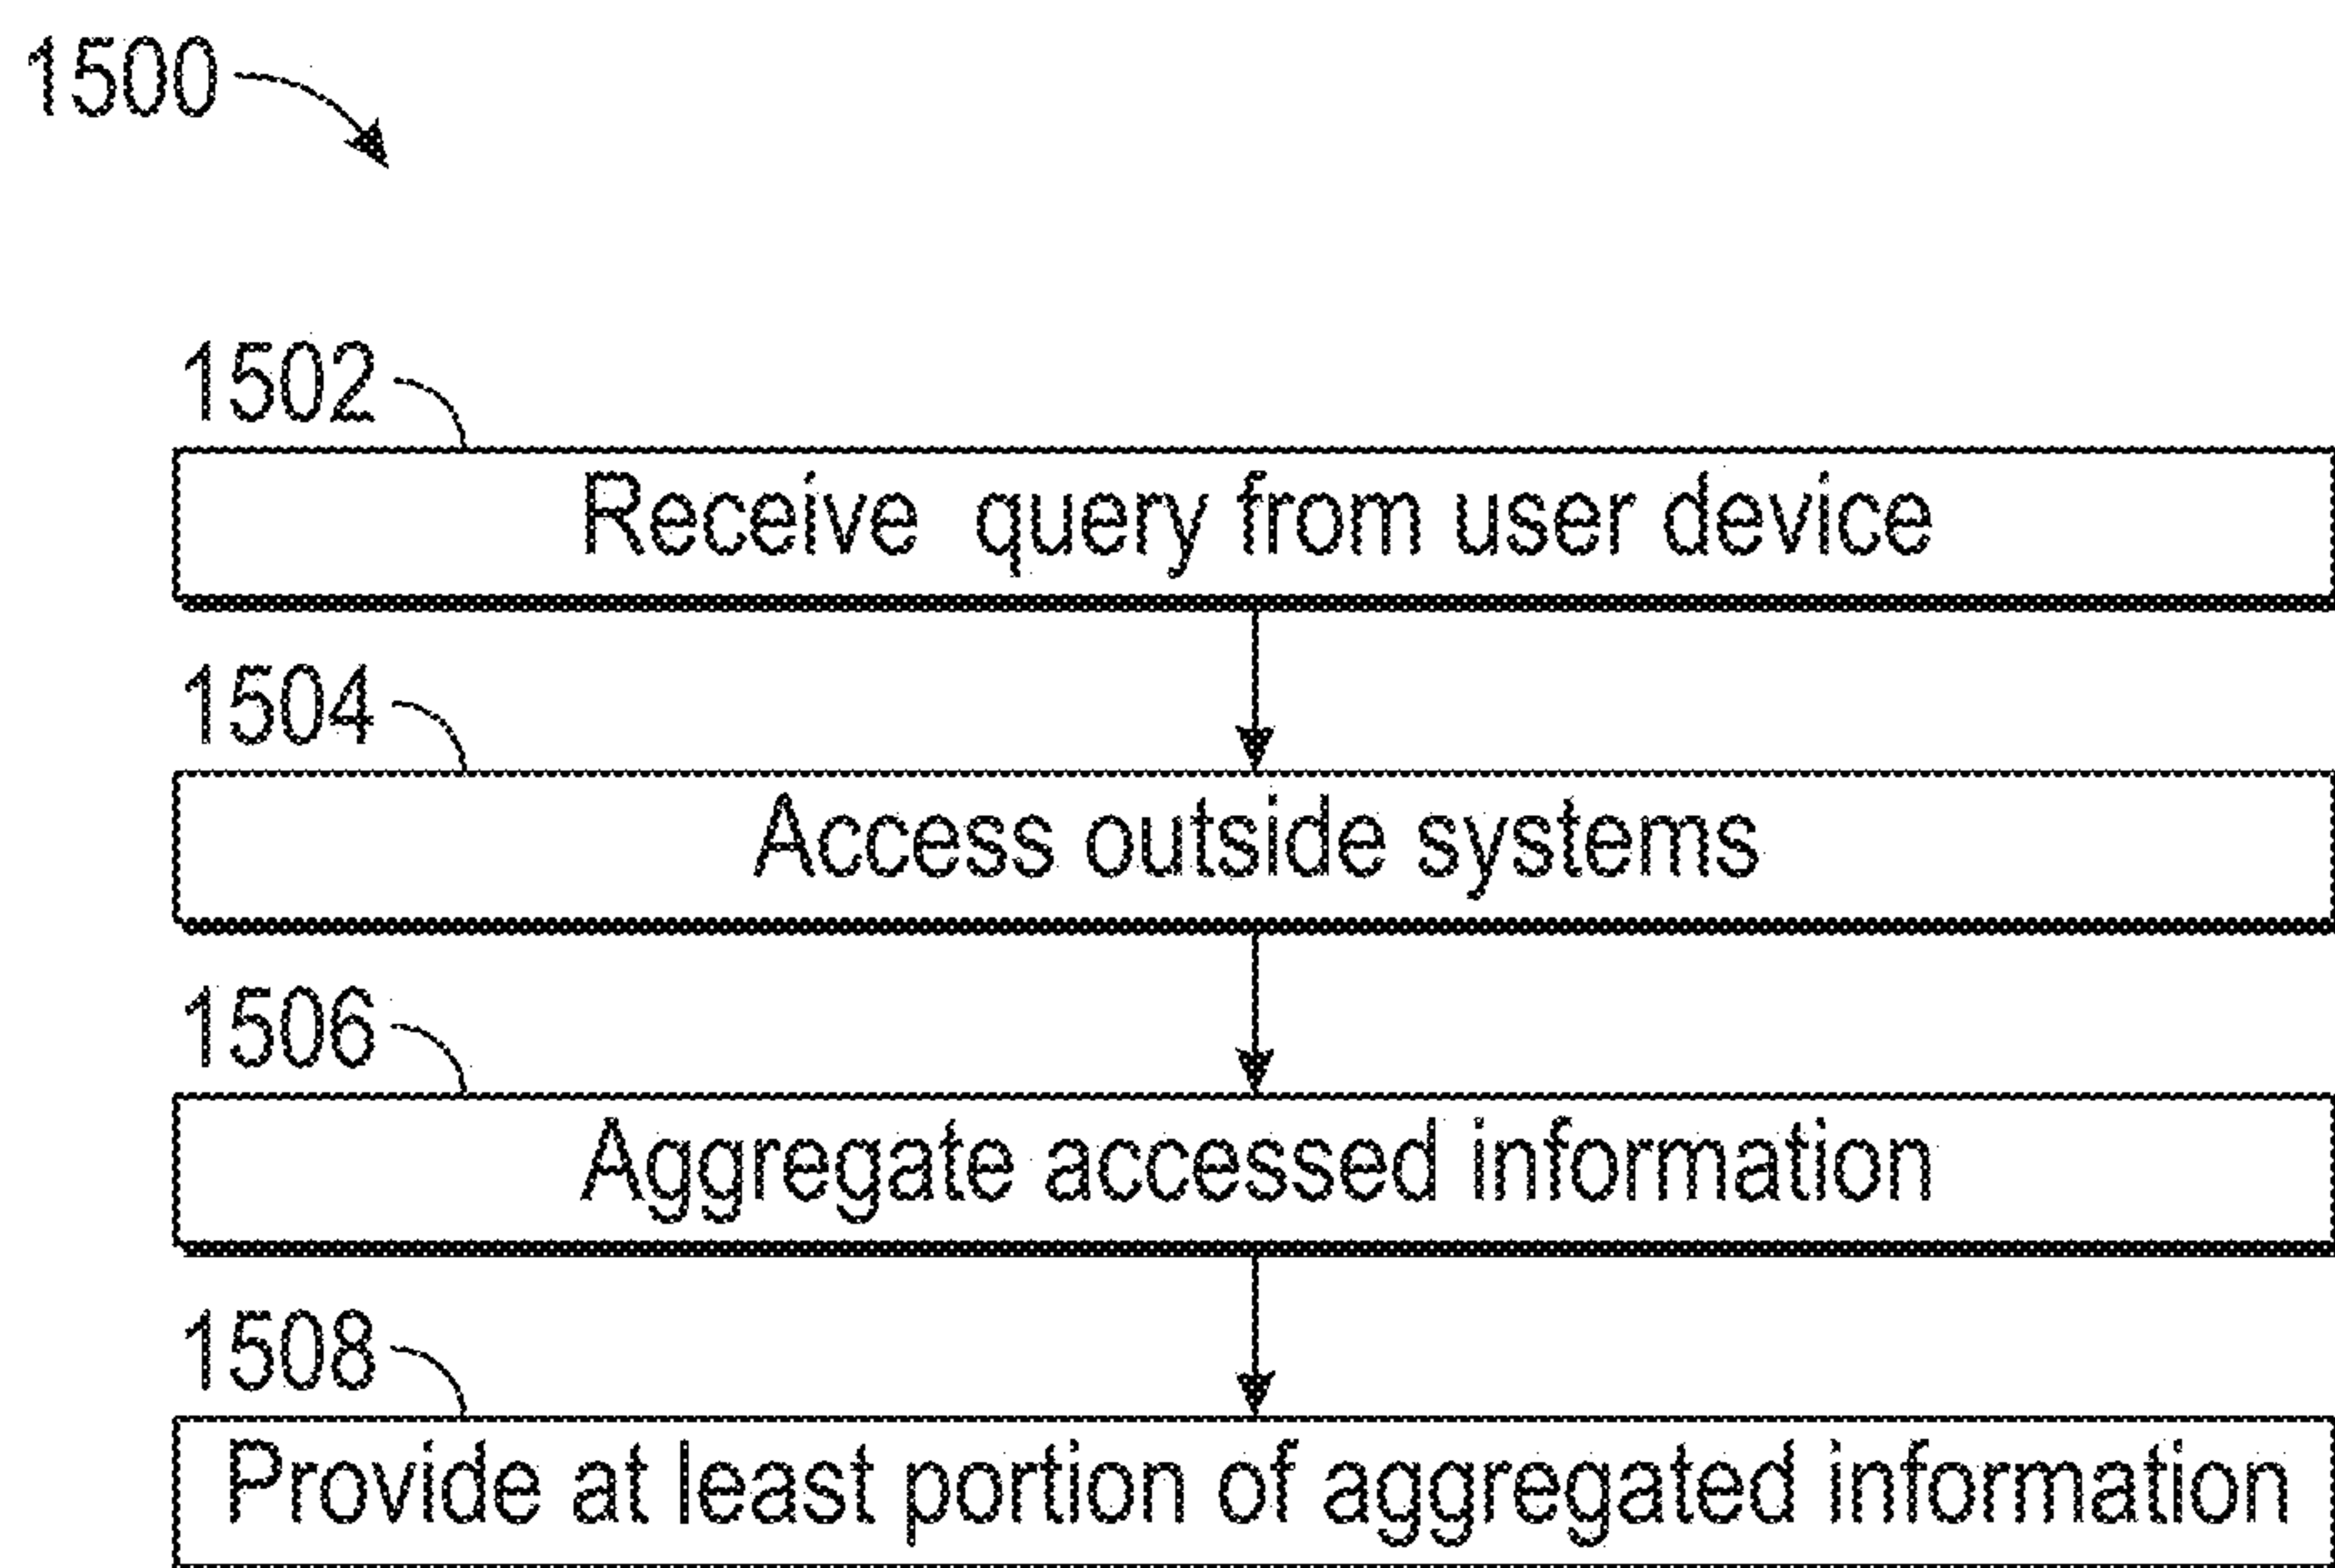 1500
1502
Receive query from user device
1504
Access outside systems
1506
Aggregate accessed information
1508
Provide at least portion of aggregated information